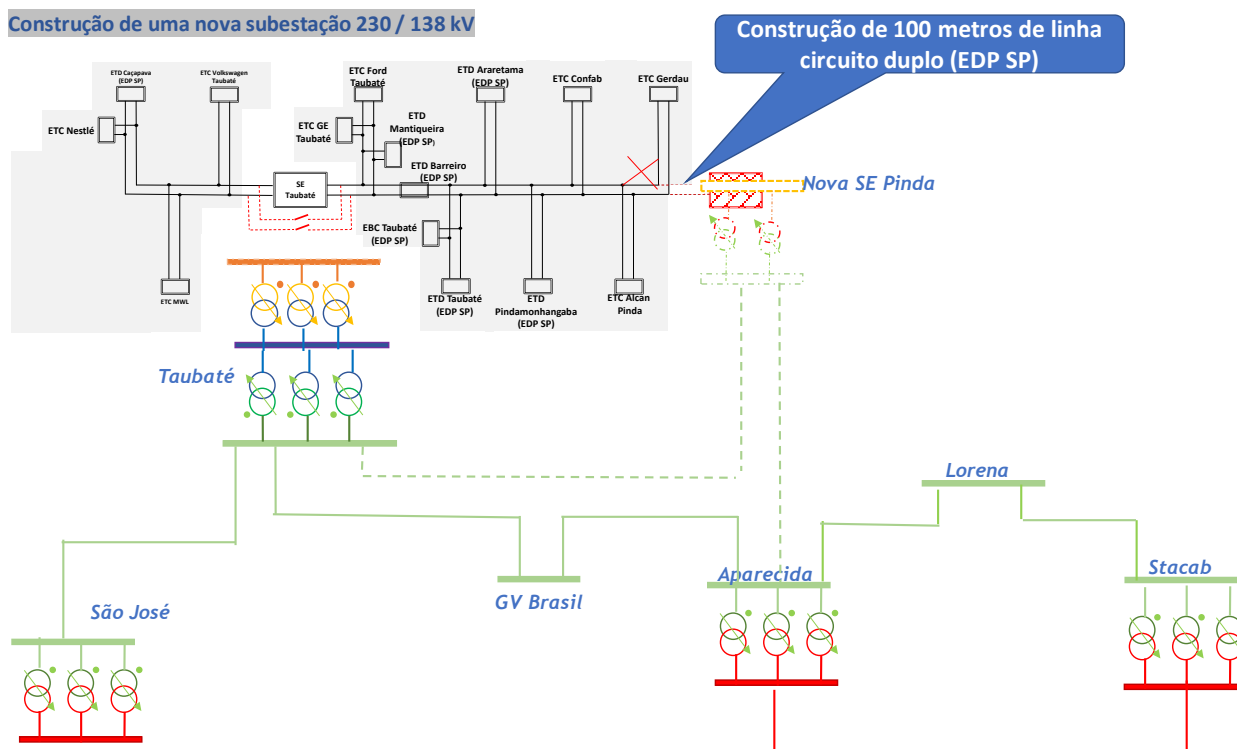 Construção de uma nova subestação 230 / 138 kV
Construção de 100 metros de linha
circuito duplo (EDP SP)
ETD Caçapava
(EDP SP)
ETC Volkswagen
Taubaté
ETC Ford
Taubaté
ETD Araretama
(EDP SP)
ETC Confab
ETC Gerdau
ETC Nestlé
ETC GE
Taubaté
ETD
Mantiqueira
(EDP SP)
ETD Barreiro (EDP SP)
SE
Taubaté
Nova SE Pinda
EBC Taubaté
(EDP SP)
ETC MWL
ETD Taubaté
(EDP SP)
ETD
Pindamonhangaba
(EDP SP)
ETC Alcan
Pinda
Taubaté
Lorena
GV Brasil
Aparecida
Stacab
São José